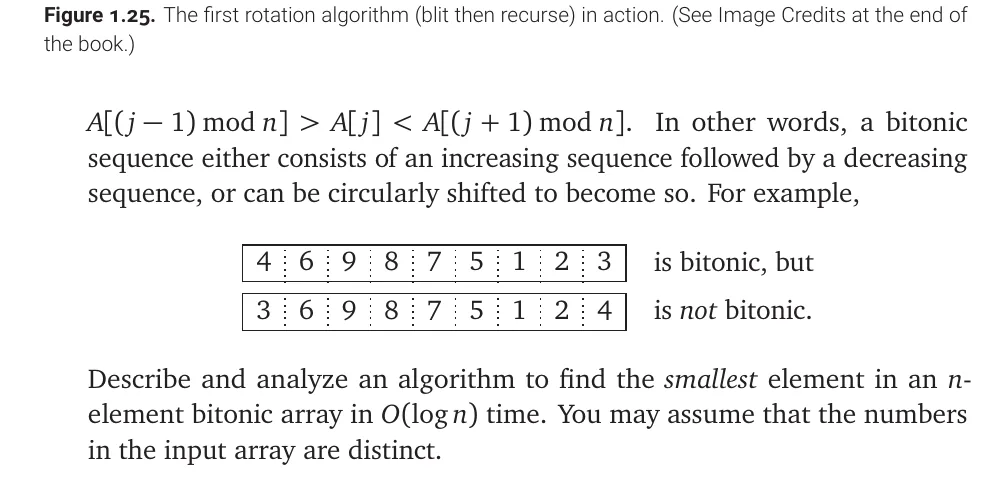 Figure 1.25. The first rotation algorithm (blit then recurse) in action. (See Image Credits at the end of
the book.)
A[(j − 1) mod n] > A[j] < A[(j + 1) mod n]. In other words, a bitonic
sequence either consists of an increasing sequence followed by a decreasing
sequence, or can be circularly shifted to become so. For example,
4 6 9 8 7 5 1 2 3 is bitonic, but
3 6 9 8 7 5 1 2 4 is not bitonic.
Describe and analyze an algorithm to find the smallest element in an n-
element bitonic array in O(log n) time. You may assume that the numbers
in the input array are distinct.